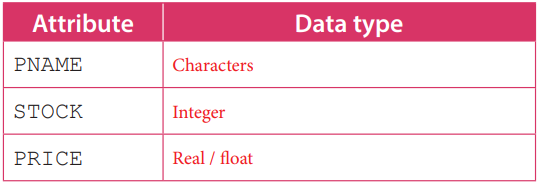 Attribute Data type
PNAME Characters
STOCK Integer
PRICE Real / float